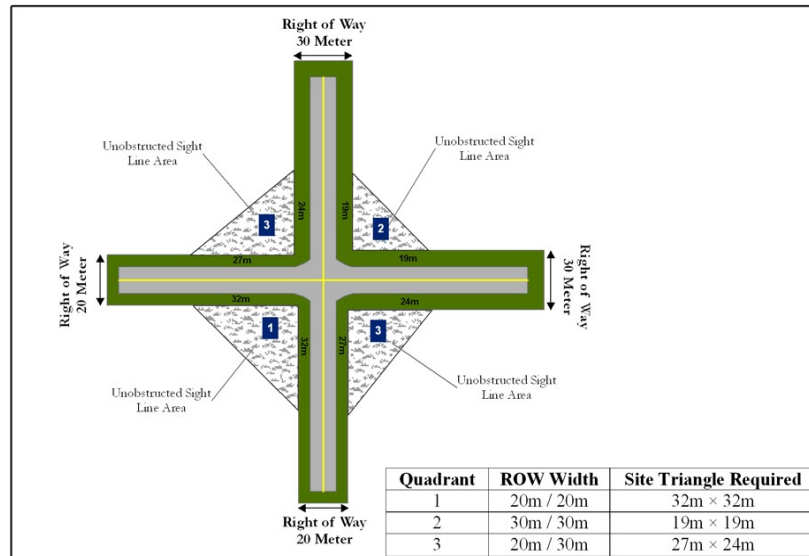 Right of Way
30 Meter
Unobstructed Sight
Line Area
Unobstructed Sight
Line Area
24m
19m
3
2
27m
19m
Right of Way
20 Meter
Right of Way
30 Meter
32m
24m
1
3
32m
27m
Unobstructed Sight
Line Area
Unobstructed Sight
Line Area
Right of Way
20 Meter
Quadrant ROW Width Site Triangle Required
1 20m / 20m 32m × 32m
2 30m / 30m 19m × 19m
3 20m / 30m 27m × 24m